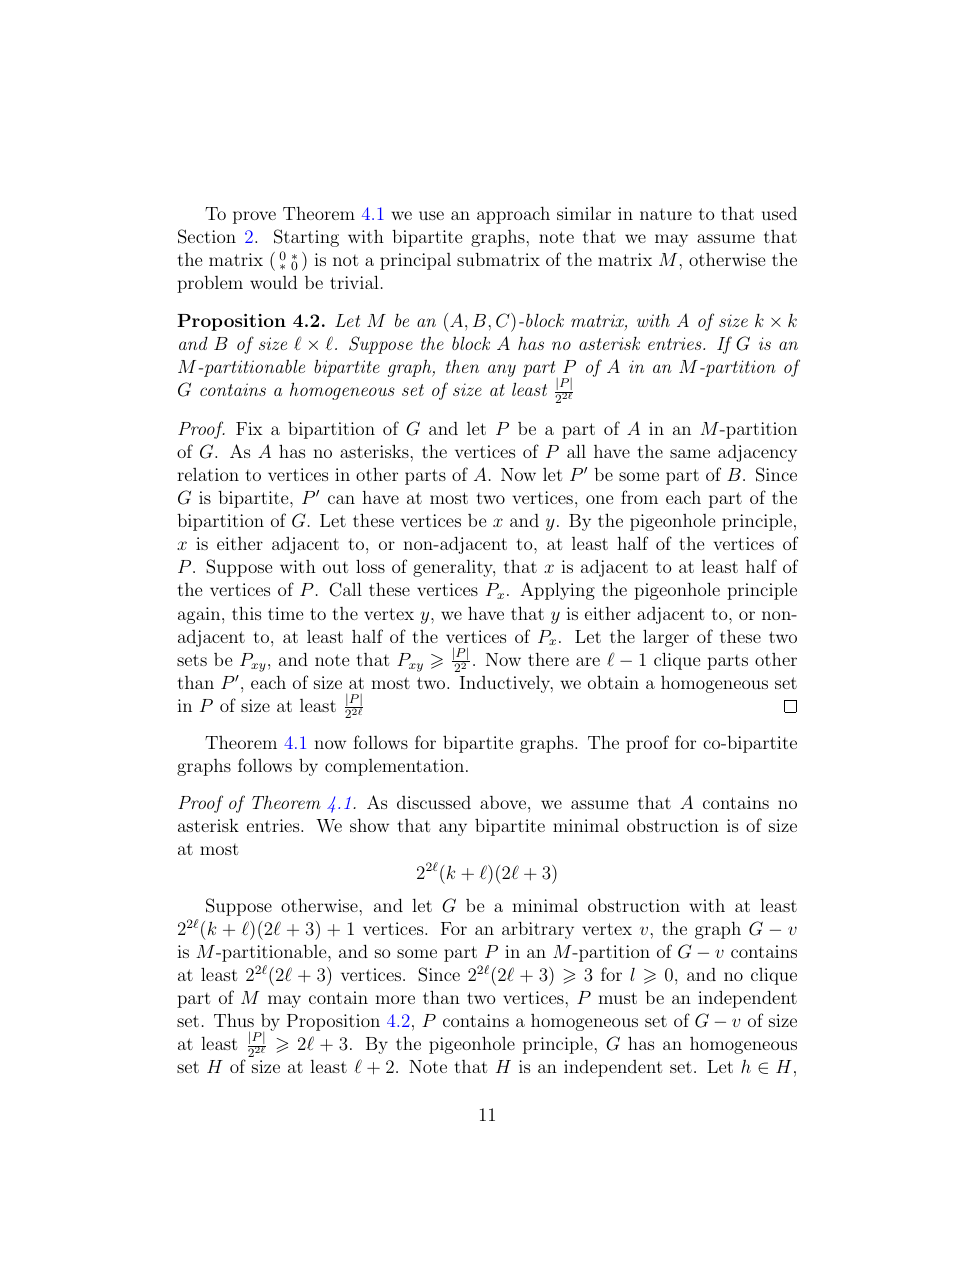 To prove Theorem 4.1 we use an approach similar in nature to that used
Section 2. Starting with bipartite graphs, note that we may assume that
the matrix ( 0 * / * 0 ) is not a principal submatrix of the matrix M, otherwise the
problem would be trivial.
Proposition 4.2. Let M be an (A, B, C)-block matrix, with A of size k × k
and B of size ℓ × ℓ. Suppose the block A has no asterisk entries. If G is an
M-partitionable bipartite graph, then any part P of A in an M-partition of
G contains a homogeneous set of size at least |P|/2^{2ℓ}
Proof. Fix a bipartition of G and let P be a part of A in an M-partition
of G. As A has no asterisks, the vertices of P all have the same adjacency
relation to vertices in other parts of A. Now let P′ be some part of B. Since
G is bipartite, P′ can have at most two vertices, one from each part of the
bipartition of G. Let these vertices be x and y. By the pigeonhole principle,
x is either adjacent to, or non-adjacent to, at least half of the vertices of
P. Suppose with out loss of generality, that x is adjacent to at least half of
the vertices of P. Call these vertices P_x. Applying the pigeonhole principle
again, this time to the vertex y, we have that y is either adjacent to, or non-
adjacent to, at least half of the vertices of P_x. Let the larger of these two
sets be P_{xy}, and note that P_{xy} ⩾ |P|/2^2. Now there are ℓ − 1 clique parts other
than P′, each of size at most two. Inductively, we obtain a homogeneous set
in P of size at least |P|/2^{2ℓ} □
Theorem 4.1 now follows for bipartite graphs. The proof for co-bipartite
graphs follows by complementation.
Proof of Theorem 4.1. As discussed above, we assume that A contains no
asterisk entries. We show that any bipartite minimal obstruction is of size
at most
2^{2ℓ}(k + ℓ)(2ℓ + 3)
Suppose otherwise, and let G be a minimal obstruction with at least
2^{2ℓ}(k + ℓ)(2ℓ + 3) + 1 vertices. For an arbitrary vertex v, the graph G − v
is M-partitionable, and so some part P in an M-partition of G − v contains
at least 2^{2ℓ}(2ℓ + 3) vertices. Since 2^{2ℓ}(2ℓ + 3) ⩾ 3 for l ⩾ 0, and no clique
part of M may contain more than two vertices, P must be an independent
set. Thus by Proposition 4.2, P contains a homogeneous set of G − v of size
at least |P|/2^{2ℓ} ⩾ 2ℓ + 3. By the pigeonhole principle, G has an homogeneous
set H of size at least ℓ + 2. Note that H is an independent set. Let h ∈ H,
11